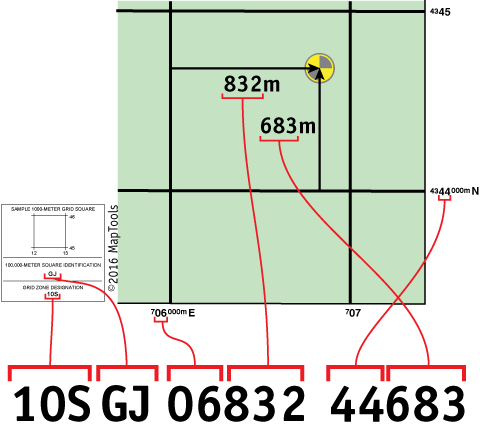 4345
832m
683m
4344000m N
SAMPLE 1000-METER GRID SQUARE
46
45
12 15
100,000-METER SQUARE IDENTIFICATION
GJ
GRID ZONE DESIGNATION
10S
©2016 MapTools
706000m E 707
10S GJ 06832 44683